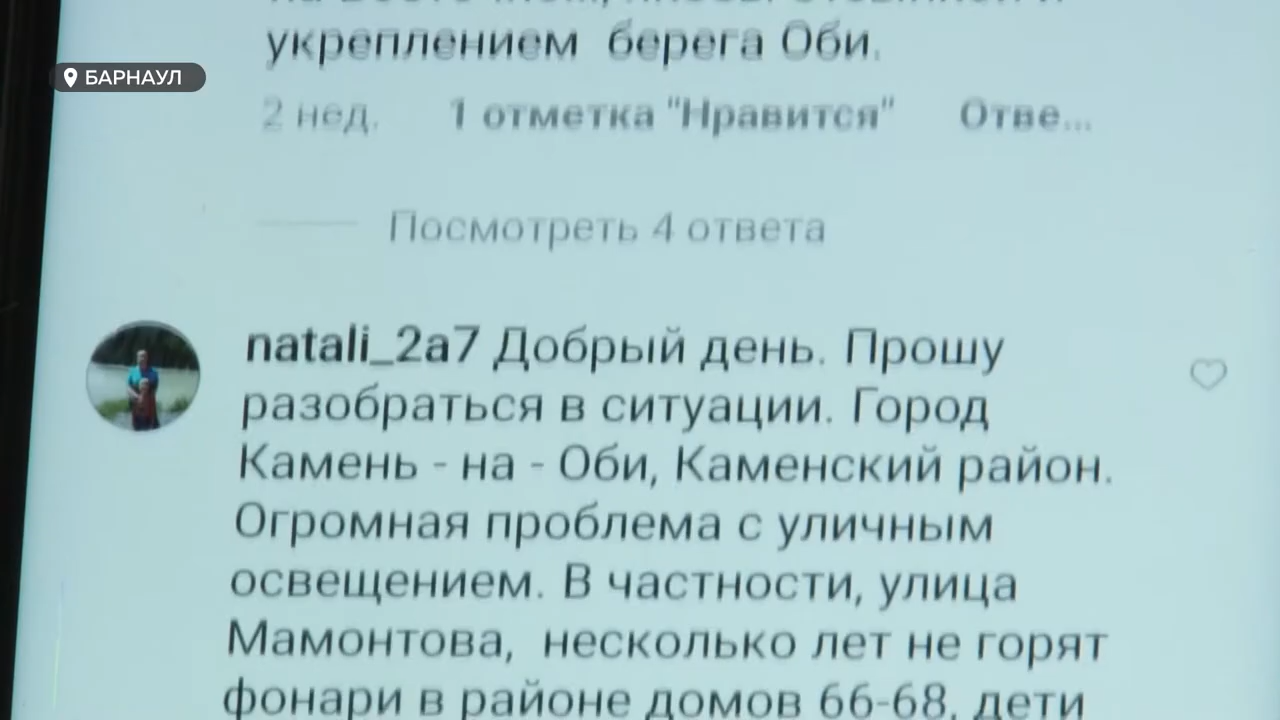 укреплением берега Оби.
БАРНАУЛ
2 нед. 1 отметка "Нравится" Отве...
Посмотреть 4 ответа
natali_2a7 Добрый день. Прошу
разобраться в ситуации. Город
Камень - на - Оби, Каменский район.
Огромная проблема с уличным
освещением. В частности, улица
Мамонтова, несколько лет не горят
фонари в районе домов 66-68, дети